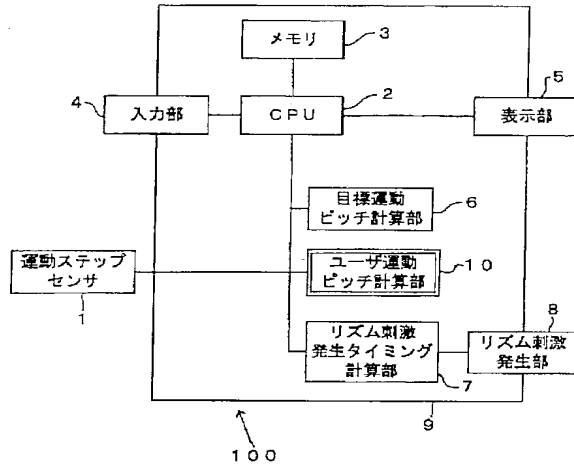 メモリ
3
5
4
入力部
2
CPU
表示部
目標運動
ピッチ計算部
6
運動ステップ
センサ
1
ユーザ運動
ピッチ計算部
10
リズム刺激
発生タイミング
計算部
7
8
リズム刺激
発生部
9
100